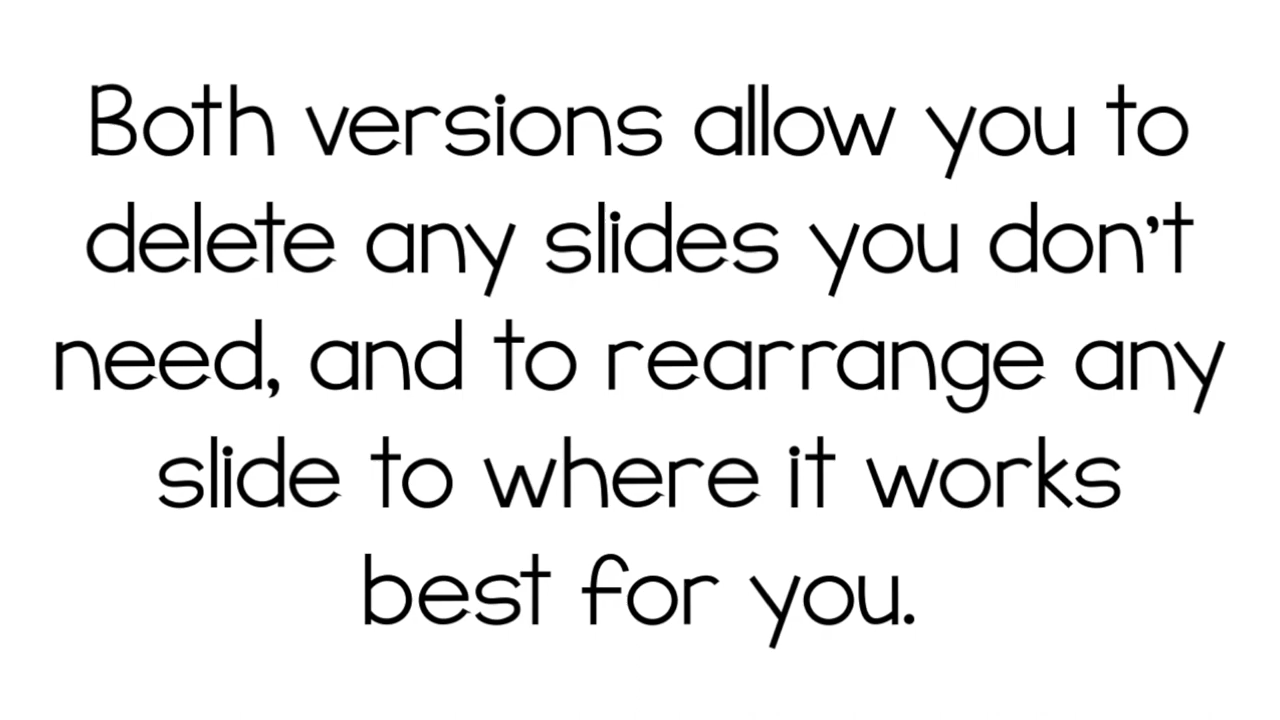 Both versions allow you to
delete any slides you don't
need, and to rearrange any
slide to where it works
best for you.